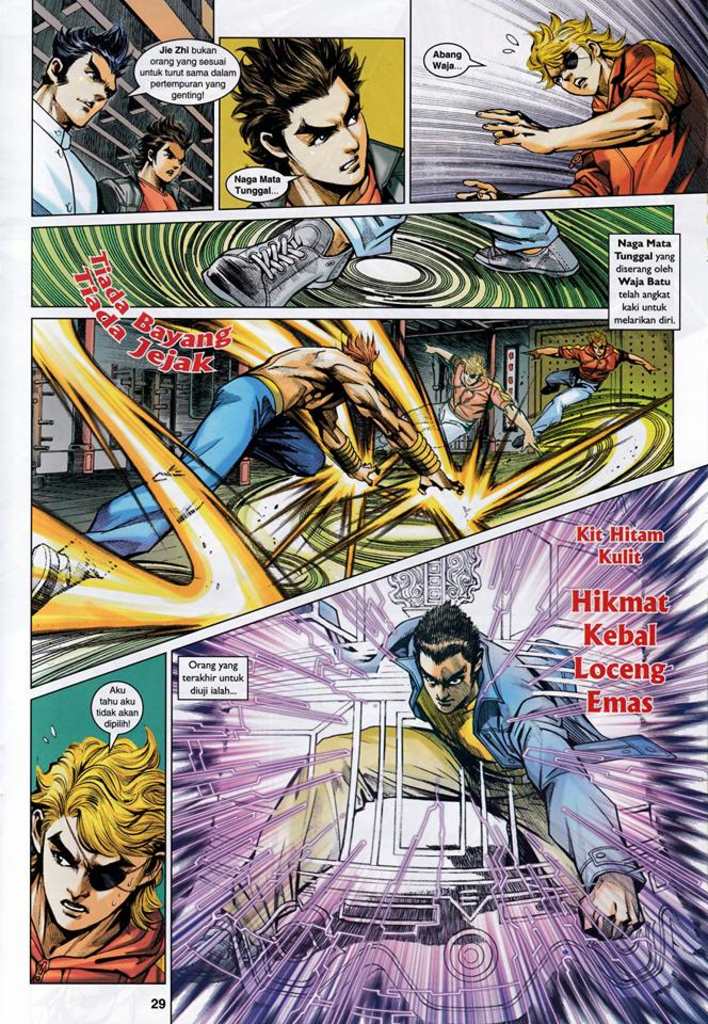 Jie Zhi bukan
orang yang sesuai
untuk turut sama dalam
pertempuran yang
genting!
Naga Mata
Tunggal...
Abang
Waja...
Naga Mata
Tunggal yang
diserang oleh
Waja Batu
telah angkat
kaki untuk
melarikan diri.
Tiada Bayang
Tiada Jejak
Kit Hitam
Kulit
Hikmat
Kebal
Loceng
Emas
Orang yang
terakhir untuk
diuji ialah...
Aku
tahu aku
tidak akan
dipilih!
29